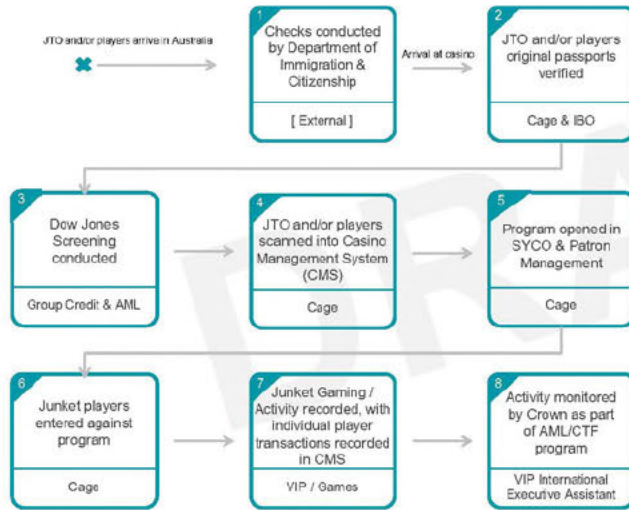 JTO and/or players arrive in Australia
1
Checks conducted
by Department of
Immigration &
Citizenship
[ External ]
Arrival at casino
2
JTO and/or players
original passports
verified
Cage & IBO
3
Dow Jones
Screening
conducted
Group Credit & AML
4
JTO and/or players
scanned into Casino
Management System
(CMS)
Cage
5
Program opened in
SYCO & Patron
Management
Cage
6
Junket players
entered against
program
Cage
7
Junket Gaming /
Activity recorded, with
individual player
transactions recorded
in CMS
VIP / Games
8
Activity monitored
by Crown as part
of AML/CTF
program
VIP International
Executive Assistant
DRA